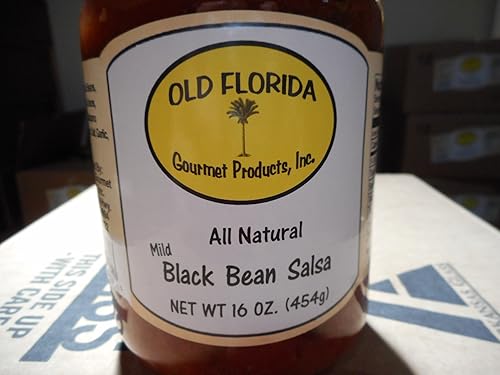 OLD FLORIDA
Gourmet Products, Inc.
All Natural
Mild
Black Bean Salsa
NET WT 16 OZ. (454g)
THIS SIDE UP
WITH CARE